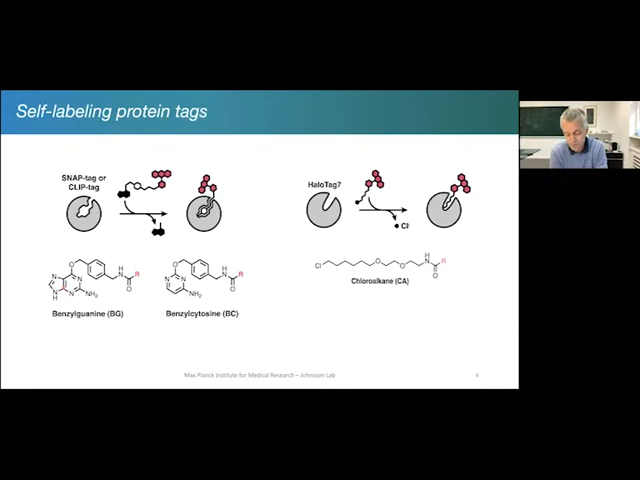 Self-labeling protein tags
SNAP-tag or
CLIP-tag
HaloTag7
Cl
N
N
H
O
N
N
NH₂
H
N
O
R
Benzylguanine (BG)
O
N
N
NH₂
H
N
O
R
Benzylcytosine (BC)
Cl
O
O
H
N
O
R
Chloroalkane (CA)
Max Planck Institute for Medical Research – Johnsson Lab
4